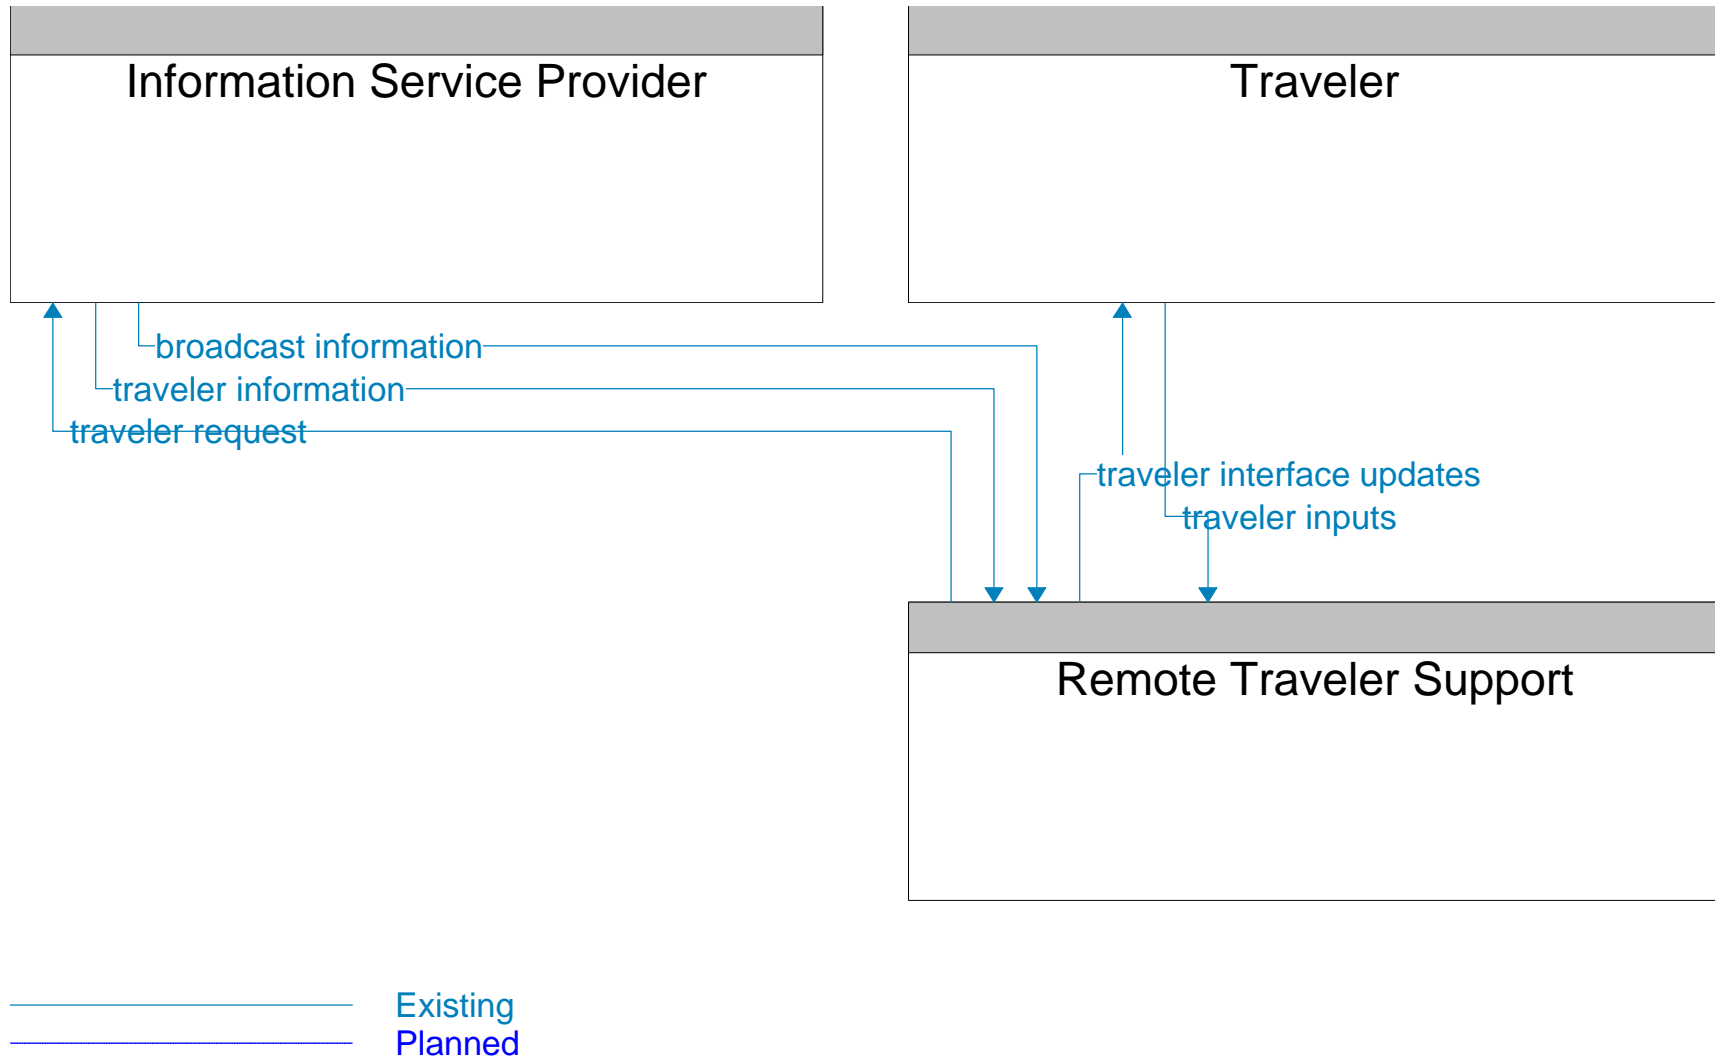 Information Service Provider
Traveler
broadcast information
traveler information
traveler request
traveler interface updates
traveler inputs
Remote Traveler Support
Existing
Planned